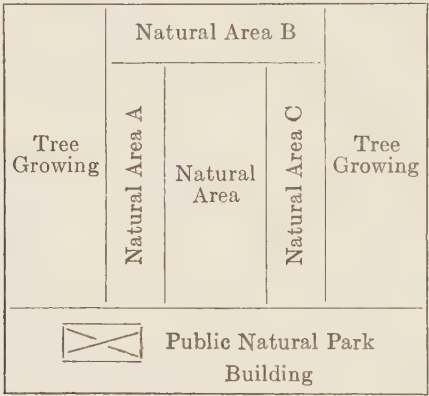 Natural Area B
Tree
Growing
Natural Area A
Natural
Area
Natural Area C
Tree
Growing
Public Natural Park
Building